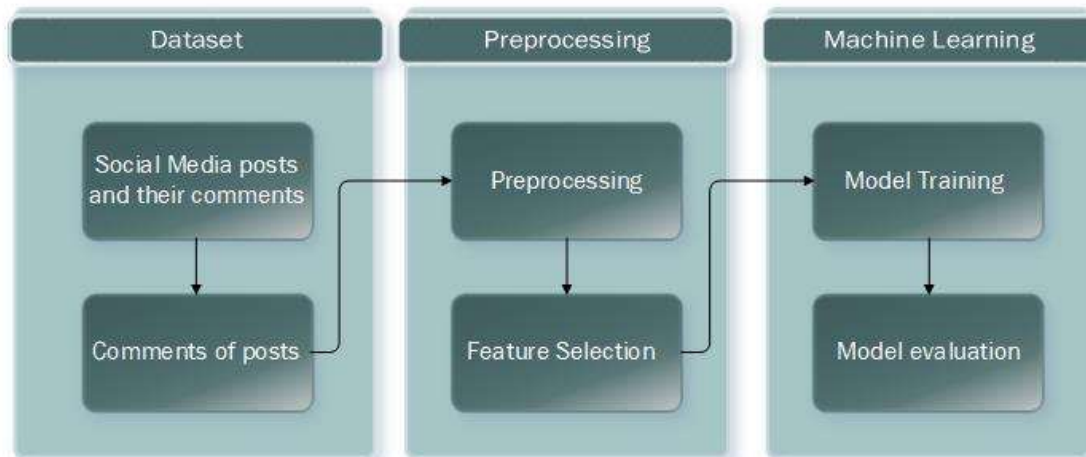 Dataset
Social Media posts
and their comments
Comments of posts
Preprocessing
Preprocessing
Feature Selection
Machine Learning
Model Training
Model evaluation